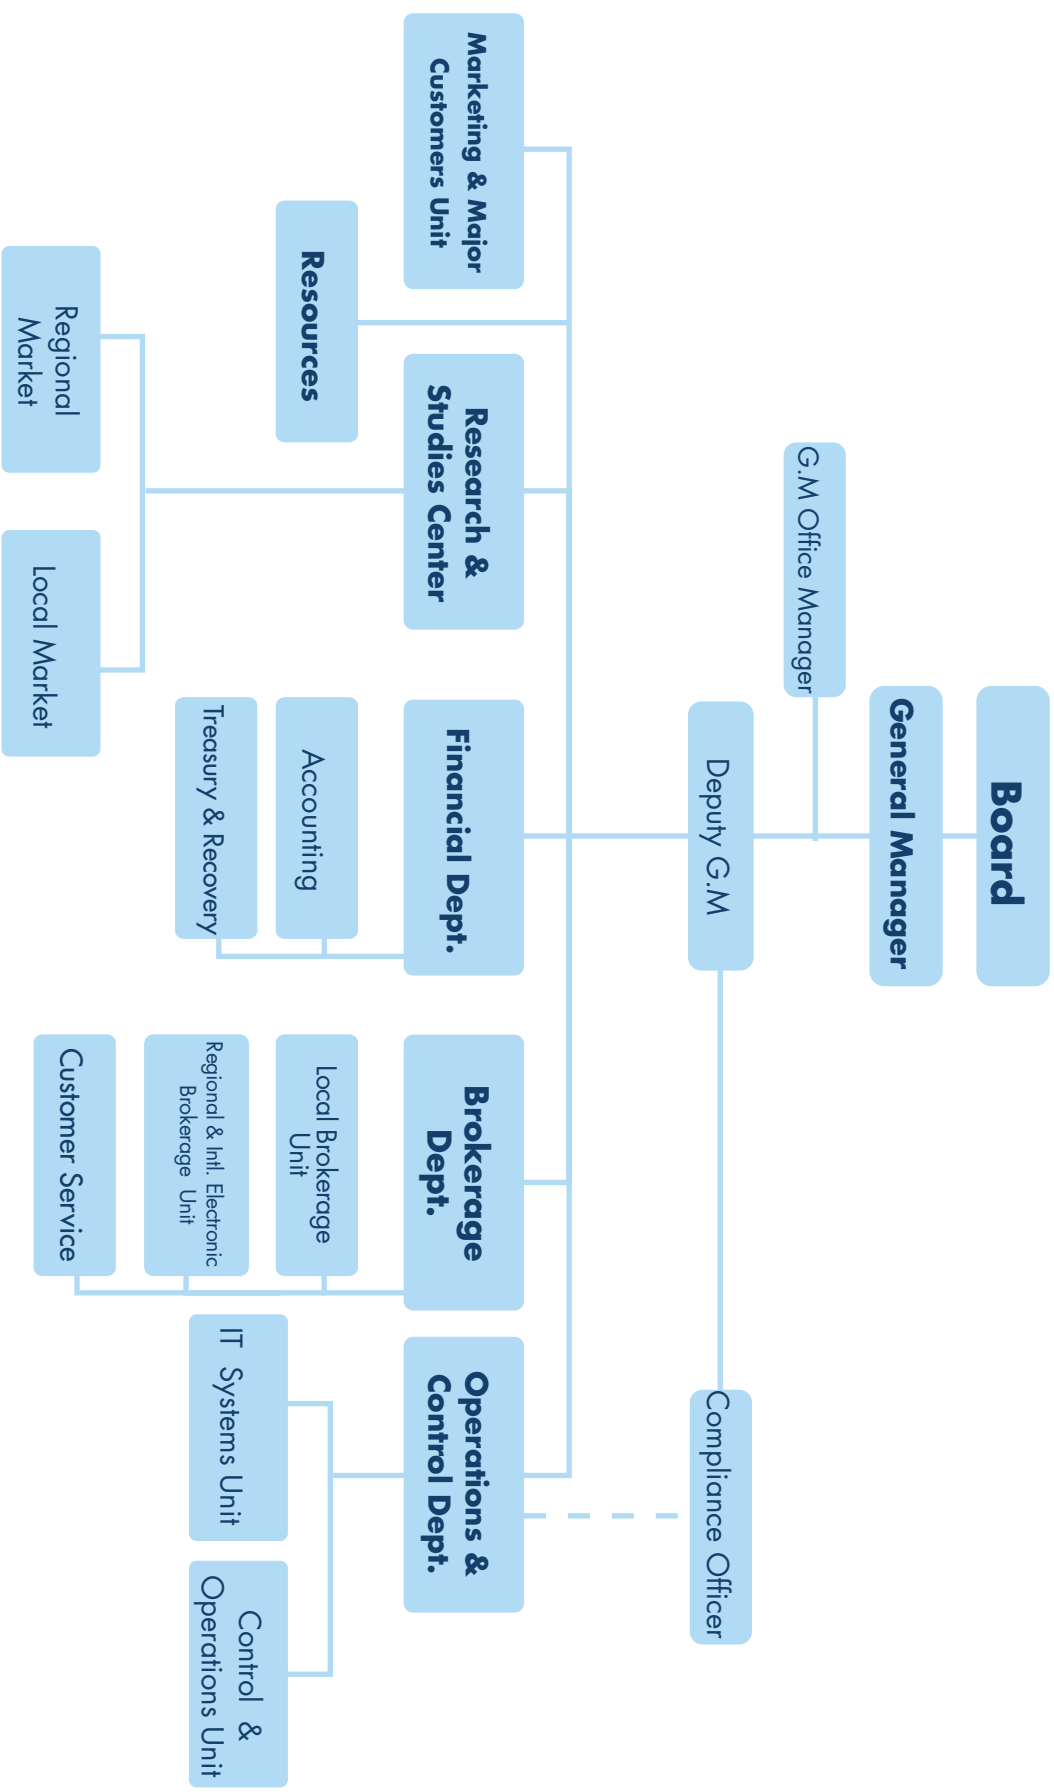 Board
General Manager
G.M Office Manager
Deputy G.M
Compliance Officer
Marketing & Major
Customers Unit
Resources
Research &
Studies Center
Financial Dept.
Brokerage
Dept.
Operations &
Control Dept.
Regional
Market
Local Market
Accounting
Treasury & Recovery
Local Brokerage
Unit
Regional & Intl. Electronic
Brokerage Unit
Customer Service
IT Systems Unit
Control &
Operations Unit